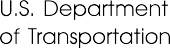 U.S. Department
of Transportation